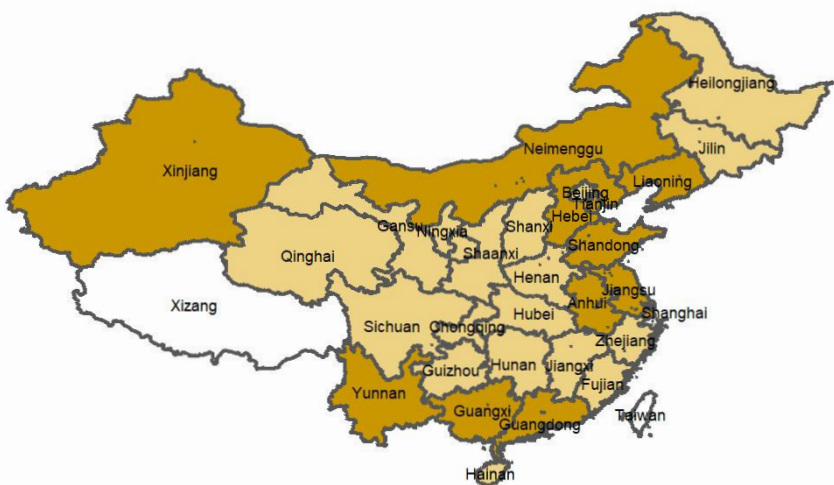 Heilongjiang
Jilin
Neimenggu
Xinjiang
Liaoning
Beijing
Tianjin
Hebei
Gansu
Ningxia
Shanxi
Shandong
Shaanxi
Qinghai
Henan
Jiangsu
Anhui
Xizang
Hubei
Shanghai
Sichuan
Chongqing
Zhejiang
Guizhou
Hunan
Jiangxi
Fujian
Yunnan
Guangxi
Guangdong
Taiwan
Hainan